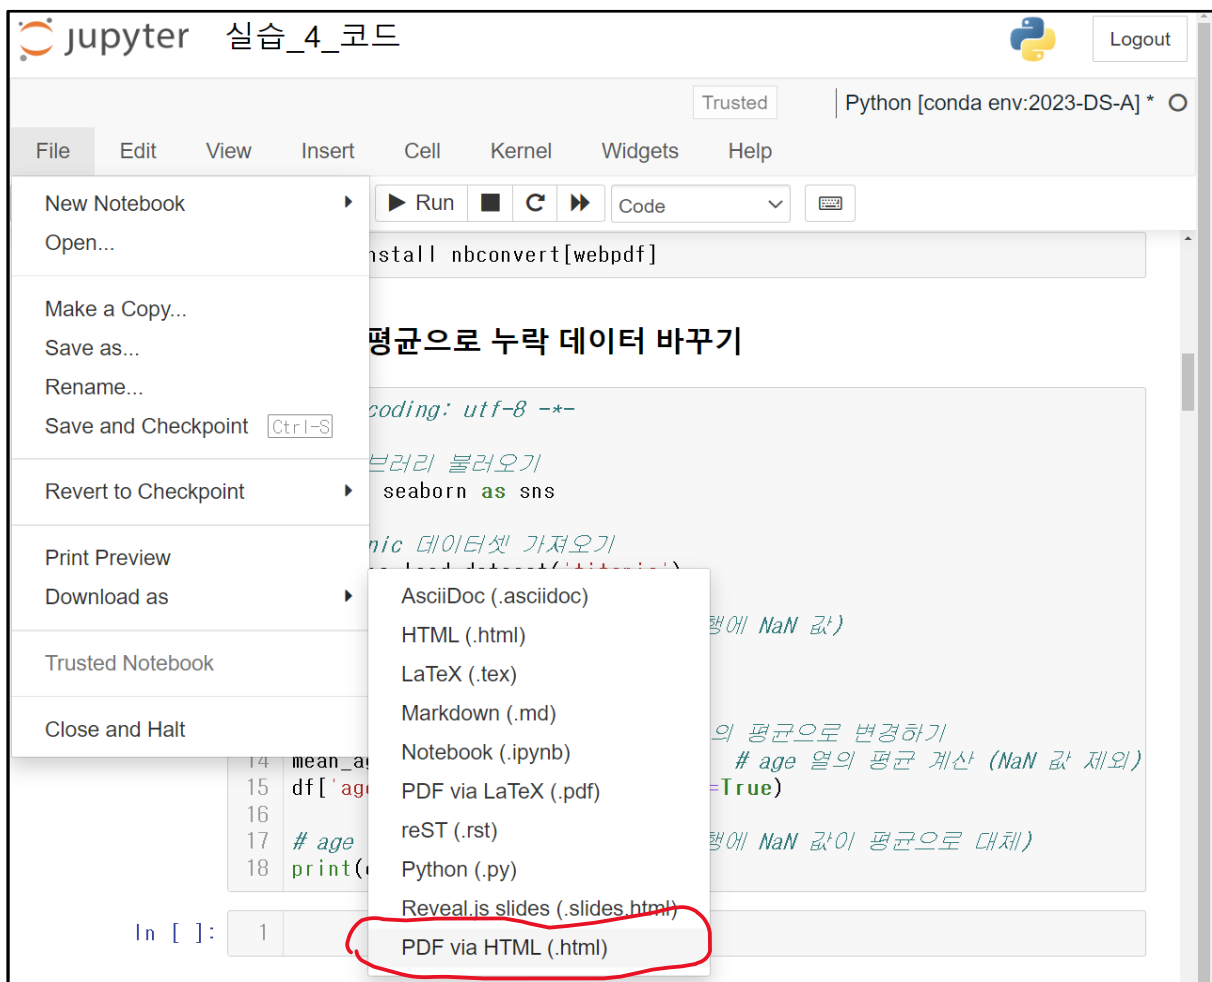 jupyter 실습_4_코드
Logout
Trusted
Python [conda env:2023-DS-A] *
File Edit View Insert Cell Kernel Widgets Help
New Notebook
Open...
Make a Copy...
Save as...
Rename...
Save and Checkpoint Ctrl-S
Revert to Checkpoint
Print Preview
Download as
Trusted Notebook
Close and Halt
Run
Code
nstall nbconvert[webpdf]
평균으로 누락 데이터 바꾸기
coding: utf-8 -*-
브러리 불러오기
seaborn as sns
nic 데이터셋 가져오기
행에 NaN 값)
의 평균으로 변경하기
14 mean_ag # age 열의 평균 계산 (NaN 값 제외)
15 df['age =True)
16
17 # age 행에 NaN 값이 평균으로 대체)
18 print(
AsciiDoc (.asciidoc)
HTML (.html)
LaTeX (.tex)
Markdown (.md)
Notebook (.ipynb)
PDF via LaTeX (.pdf)
reST (.rst)
Python (.py)
Reveal.js slides (.slides.html)
PDF via HTML (.html)
In [ ]: 1